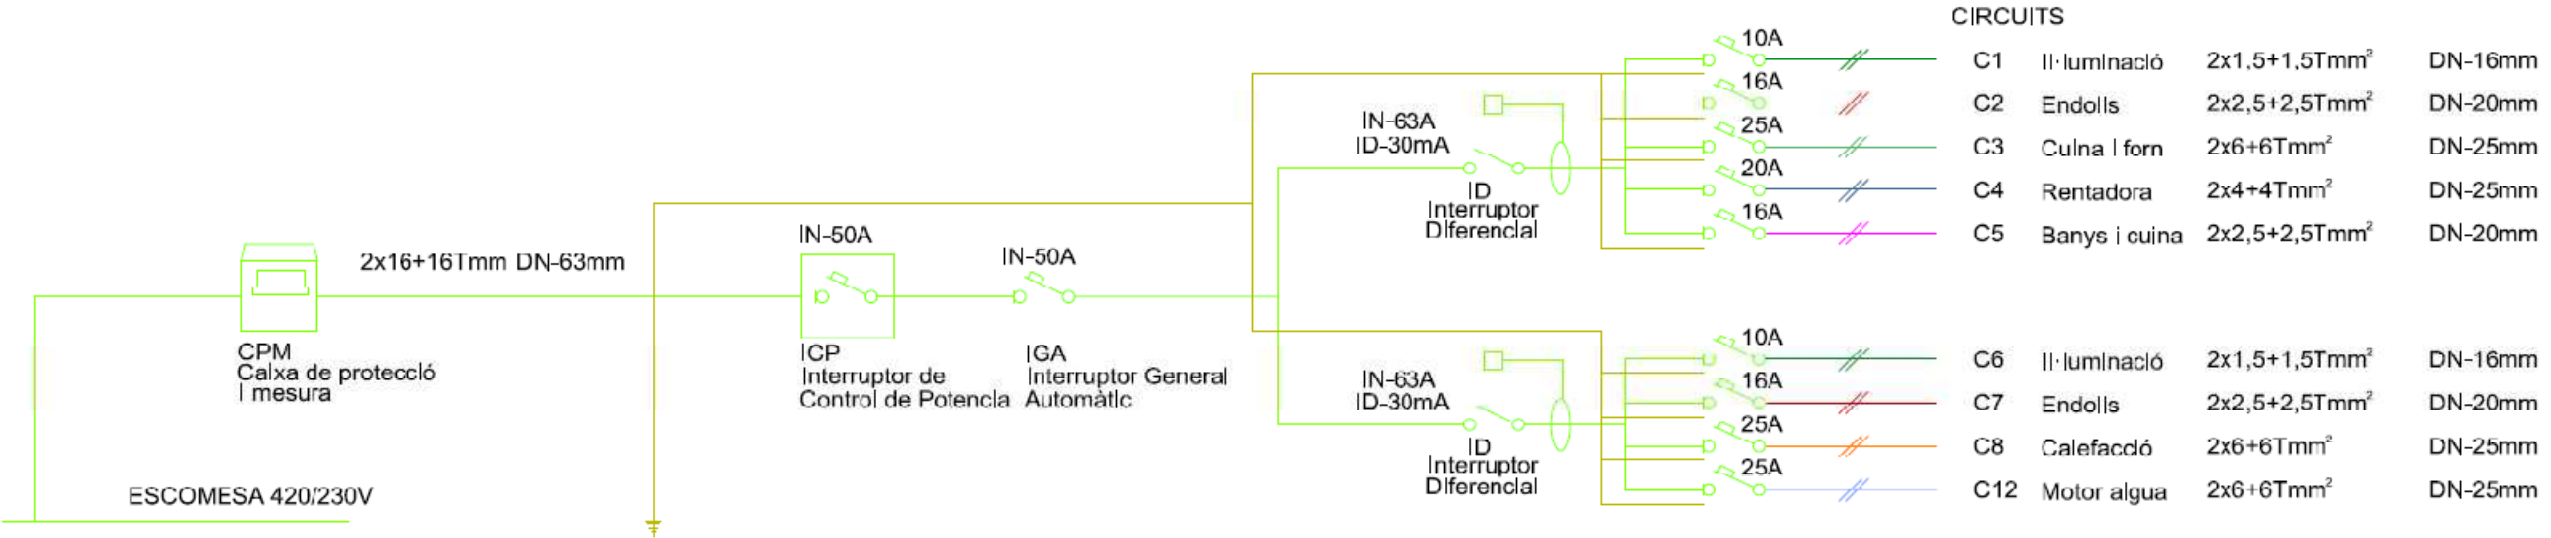 CIRCUITS
10A
C1 Il·luminació 2x1,5+1,5Tmm² DN-16mm
16A
C2 Endolls 2x2,5+2,5Tmm² DN-20mm
25A
C3 Cuina i forn 2x6+6Tmm² DN-25mm
20A
C4 Rentadora 2x4+4Tmm² DN-25mm
16A
C5 Banys i cuina 2x2,5+2,5Tmm² DN-20mm
IN-63A
ID-30mA
ID
Interruptor
Diferencial
IN-50A
IN-50A
2x16+16Tmm DN-63mm
CPM
Caixa de protecció
i mesura
ICP
Interruptor de
Control de Potencia
IGA
Interruptor General
Automàtic
IN-63A
ID-30mA
ID
Interruptor
Diferencial
10A
C6 Il·luminació 2x1,5+1,5Tmm² DN-16mm
16A
C7 Endolls 2x2,5+2,5Tmm² DN-20mm
25A
C8 Calefacció 2x6+6Tmm² DN-25mm
25A
C12 Motor aigua 2x6+6Tmm² DN-25mm
ESCOMESA 420/230V